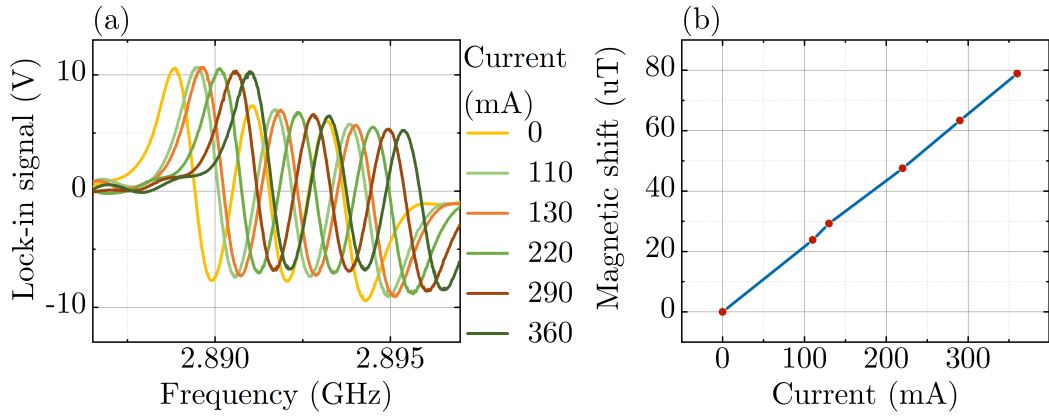 (a)
Lock-in signal (V)
10
0
-10
2.890
2.895
Frequency (GHz)
Current
(mA)
0
110
130
220
290
360
(b)
Magnetic shift (uT)
80
60
40
20
0
0
100
200
300
Current (mA)